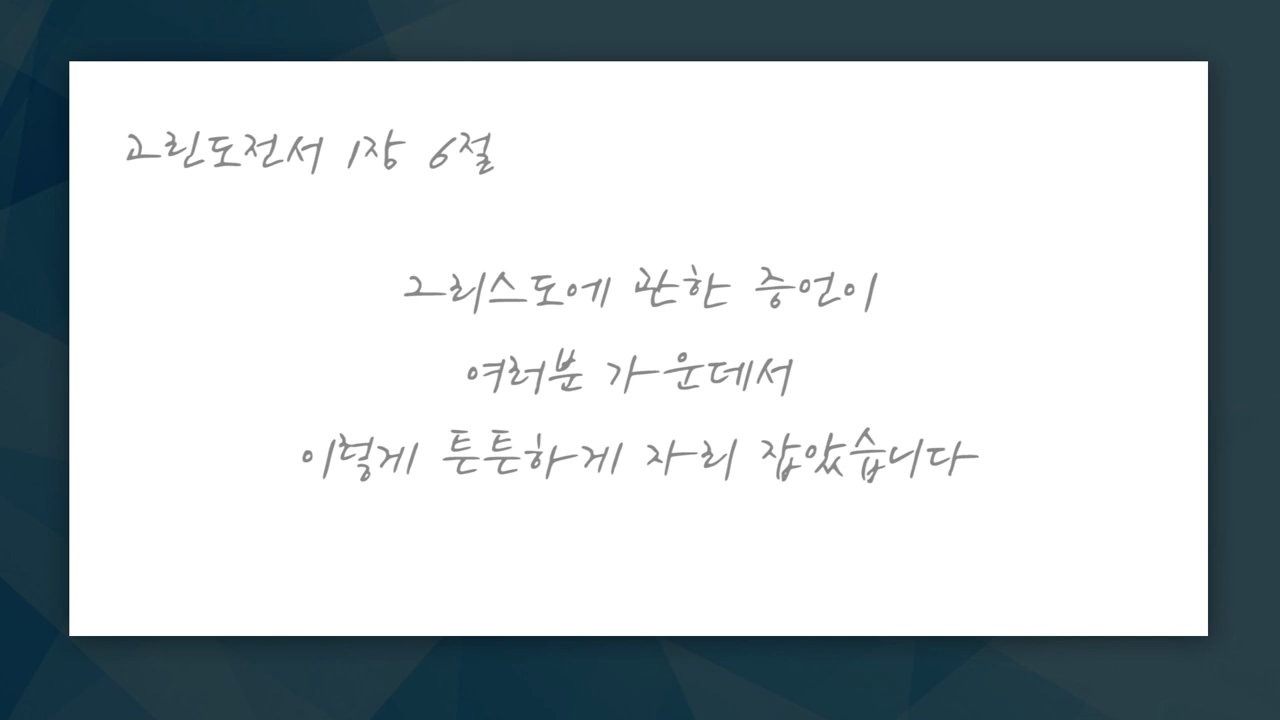 고린도전서 1장 6절
그리스도에 관한 증언이
여러분 가운데서
이렇게 튼튼하게 자리 잡았습니다